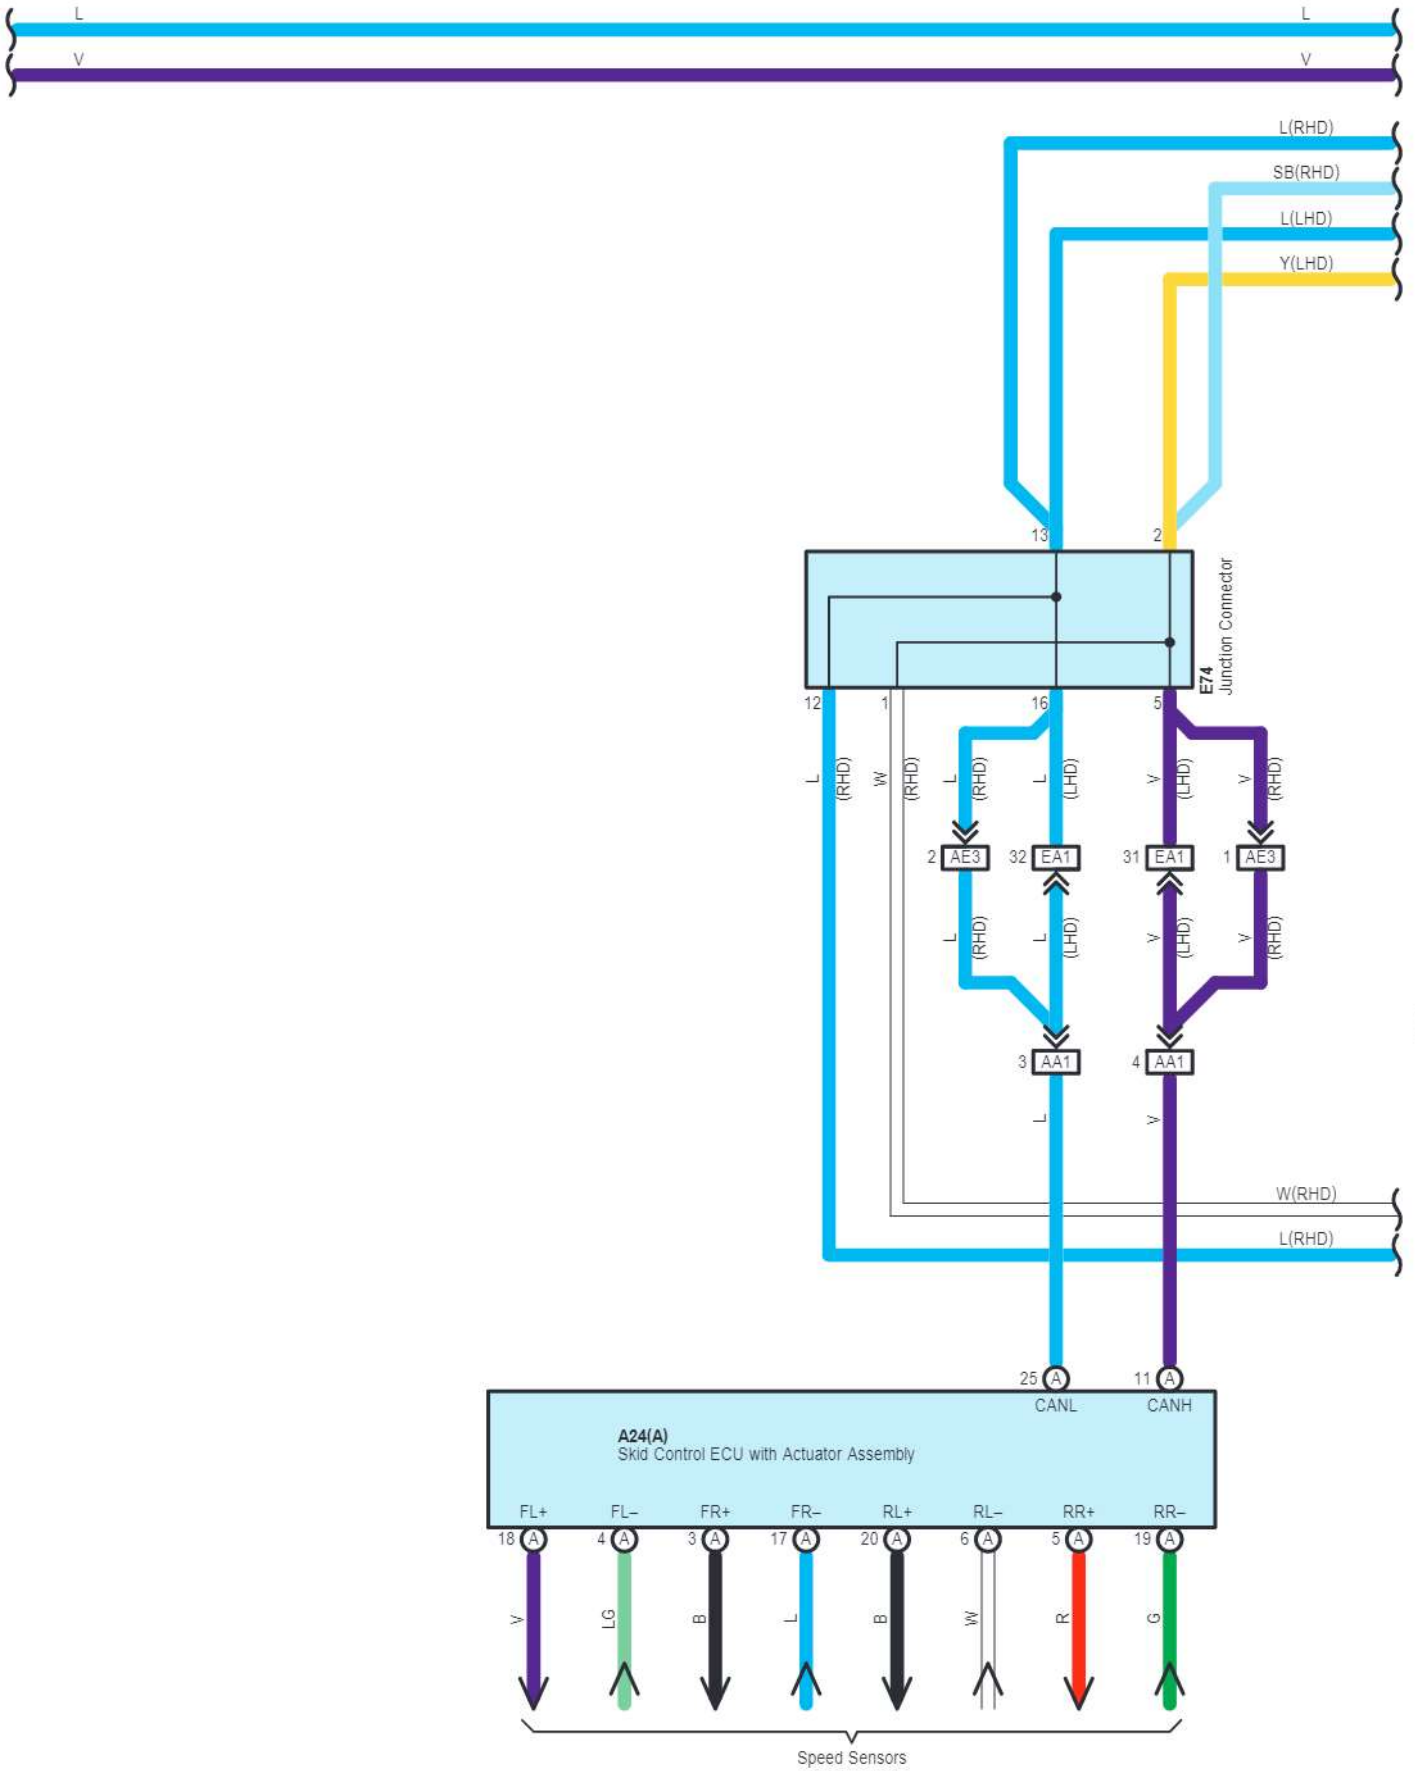 L L
V V
L(RHD)
SB(RHD)
L(LHD)
Y(LHD)
13 2
E74
Junction Connector
12 1 16 5
L
(RHD)
W
(RHD)
L
(RHD)
L
(LHD)
V
(LHD)
V
(RHD)
2 AE3 32 EA1 31 EA1 1 AE3
L
(RHD)
L
(LHD)
V
(LHD)
V
(RHD)
3 AA1 4 AA1
L V
W(RHD)
L(RHD)
25 A 11 A
CANL CANH
A24(A)
Skid Control ECU with Actuator Assembly
FL+ FL– FR+ FR– RL+ RL– RR+ RR–
18 A 4 A 3 A 17 A 20 A 6 A 5 A 19 A
V LG B L B W R G
Speed Sensors